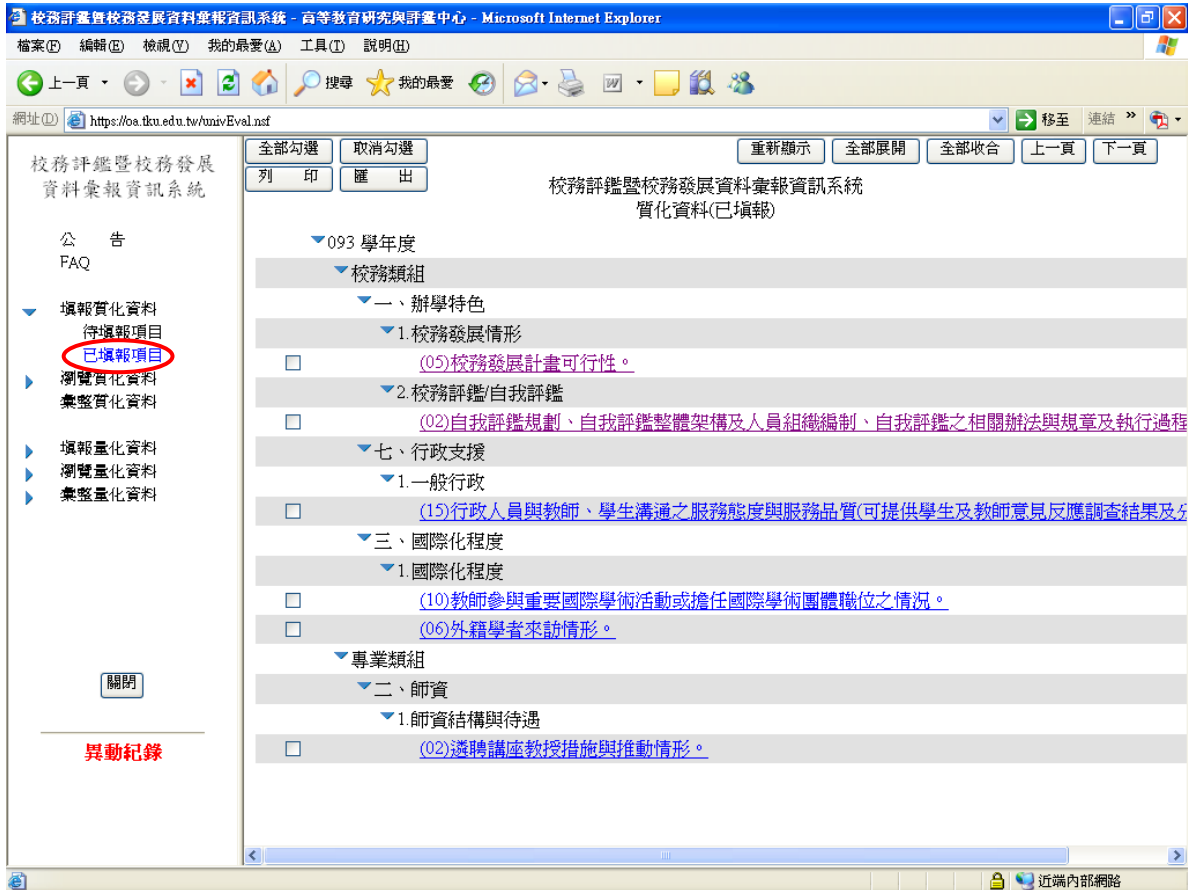 校務評鑑暨校務發展資料彙報資訊系統 - 高等教育研究與評鑑中心 - Microsoft Internet Explorer
檔案(F) 編輯(E) 檢視(V) 我的最愛(A) 工具(T) 說明(H)
上一頁 搜尋 我的最愛
網址(D) https://oa.tku.edu.tw/univEval.nsf 移至 連結 »
校務評鑑暨校務發展
資料彙報資訊系統
公 告
FAQ
填報質化資料
待填報項目
已填報項目
瀏覽質化資料
彙整質化資料
填報量化資料
瀏覽量化資料
彙整量化資料
關閉
異動紀錄
全部勾選 取消勾選 重新顯示 全部展開 全部收合 上一頁 下一頁
列 印 匯 出
校務評鑑暨校務發展資料彙報資訊系統
質化資料(已填報)
093 學年度
校務類組
一、辦學特色
1.校務發展情形
(05)校務發展計畫可行性。
2.校務評鑑/自我評鑑
(02)自我評鑑規劃、自我評鑑整體架構及人員組織編制、自我評鑑之相關辦法與規章及執行過程
七、行政支援
1.一般行政
(15)行政人員與教師、學生溝通之服務態度與服務品質(可提供學生及教師意見反應調查結果及分
三、國際化程度
1.國際化程度
(10)教師參與重要國際學術活動或擔任國際學術團體職位之情況。
(06)外籍學者來訪情形。
專業類組
二、師資
1.師資結構與待遇
(02)遴聘講座教授措施與推動情形。
近端內部網路